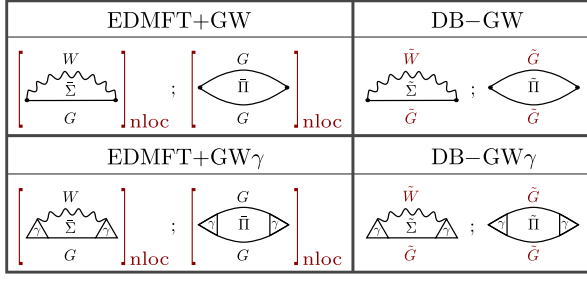 EDMFT+GW DB−GW
W G W̃ G̃
Σ̄ ; Π̄ Σ̃ ; Π̃
G G G̃ G̃
nloc nloc
EDMFT+GWγ DB−GWγ
W G W̃ G̃
γ Σ̄ γ ; γ Π̄ γ γ Σ̃ γ ; γ Π̃ γ
G G G̃ G̃
nloc nloc